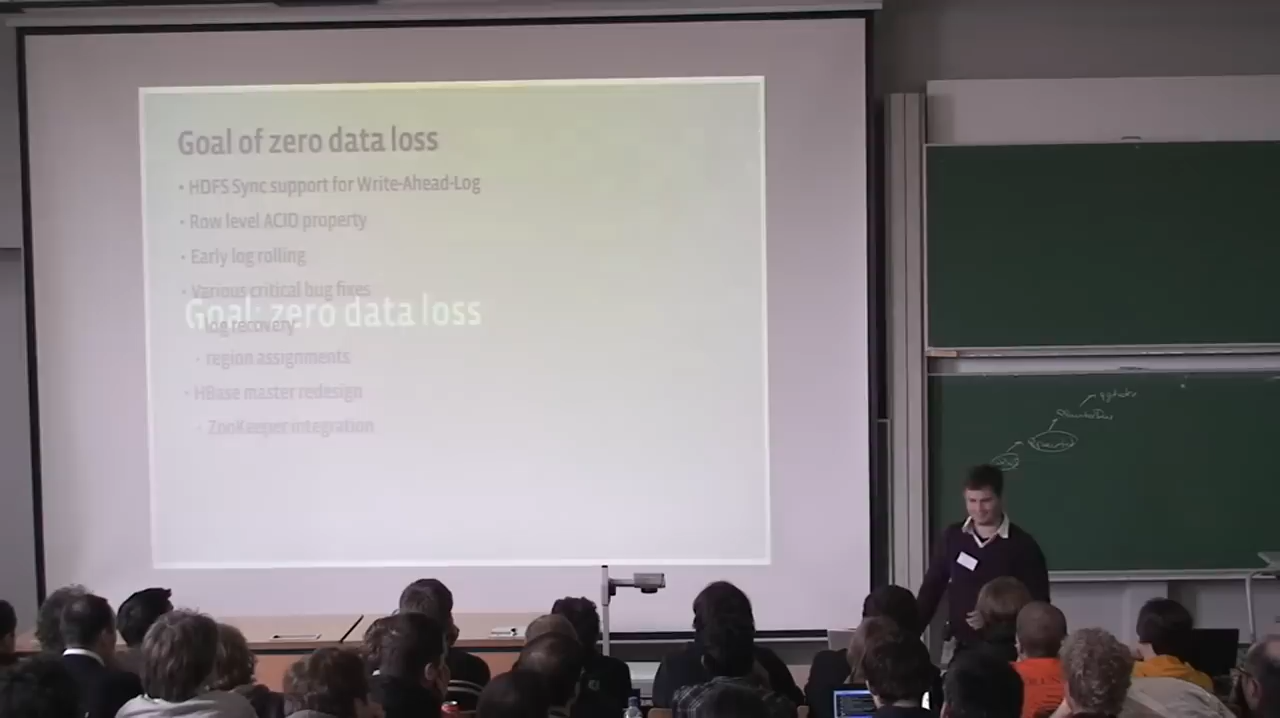 Goal of zero data loss
• HDFS Sync support for Write-Ahead-Log
• Row level ACID property
• Early log rolling
• Various critical bug fixes
Goal: zero data loss
log recovery
• region assignments
• HBase master redesign
• ZooKeeper integration